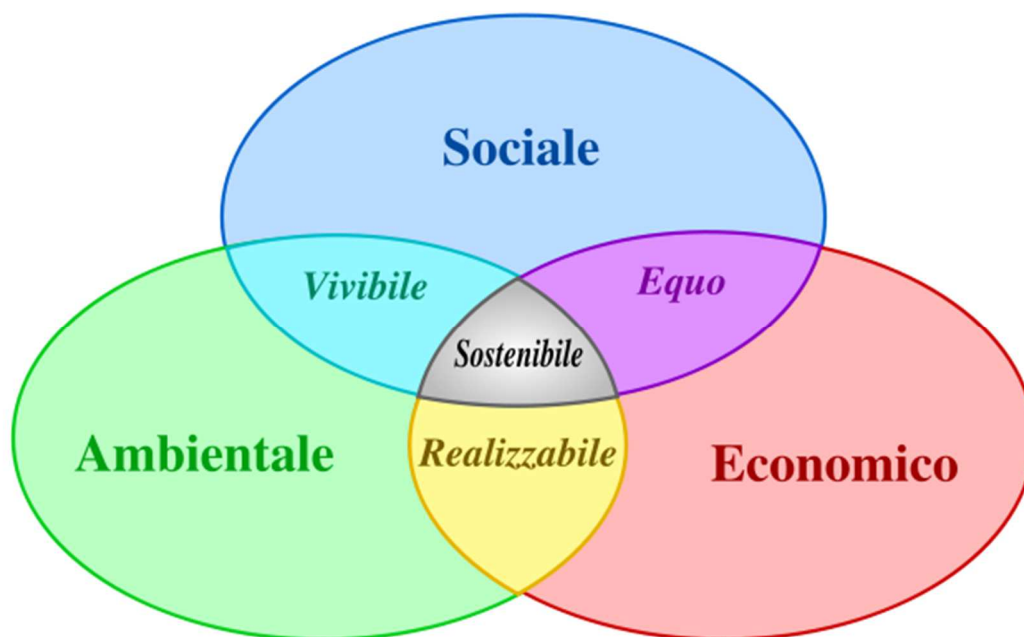 Sociale
Vivibile
Equo
Sostenibile
Ambientale
Realizzabile
Economico